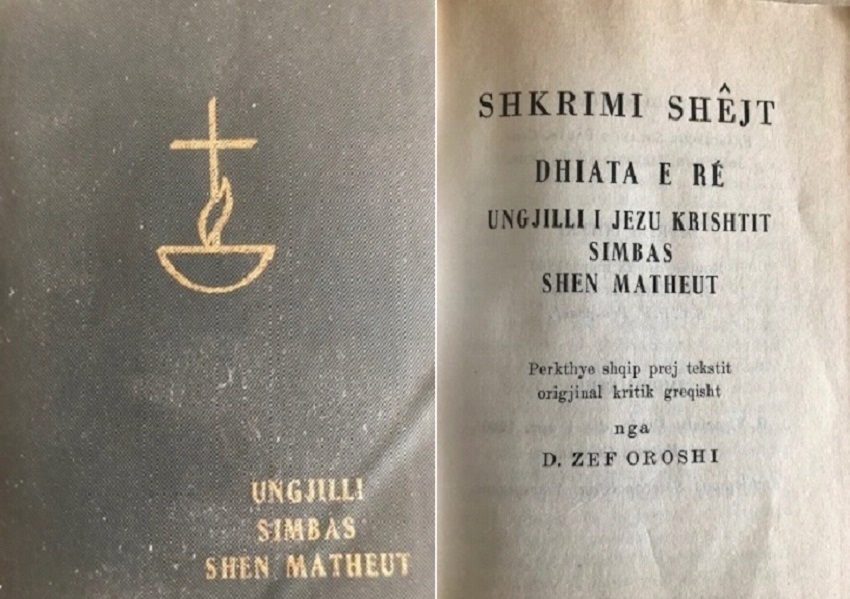 UNGJILLI
SIMBAS
SHEN MATHEUT
SHKRIMI SHÊJT
DHIATA E RÉ
UNGJILLI I JEZU KRISHTIT
SIMBAS
SHEN MATHEUT
Perkthye shqip prej tekstit
origjinal kritik greqisht
nga
D. ZEF OROSHI